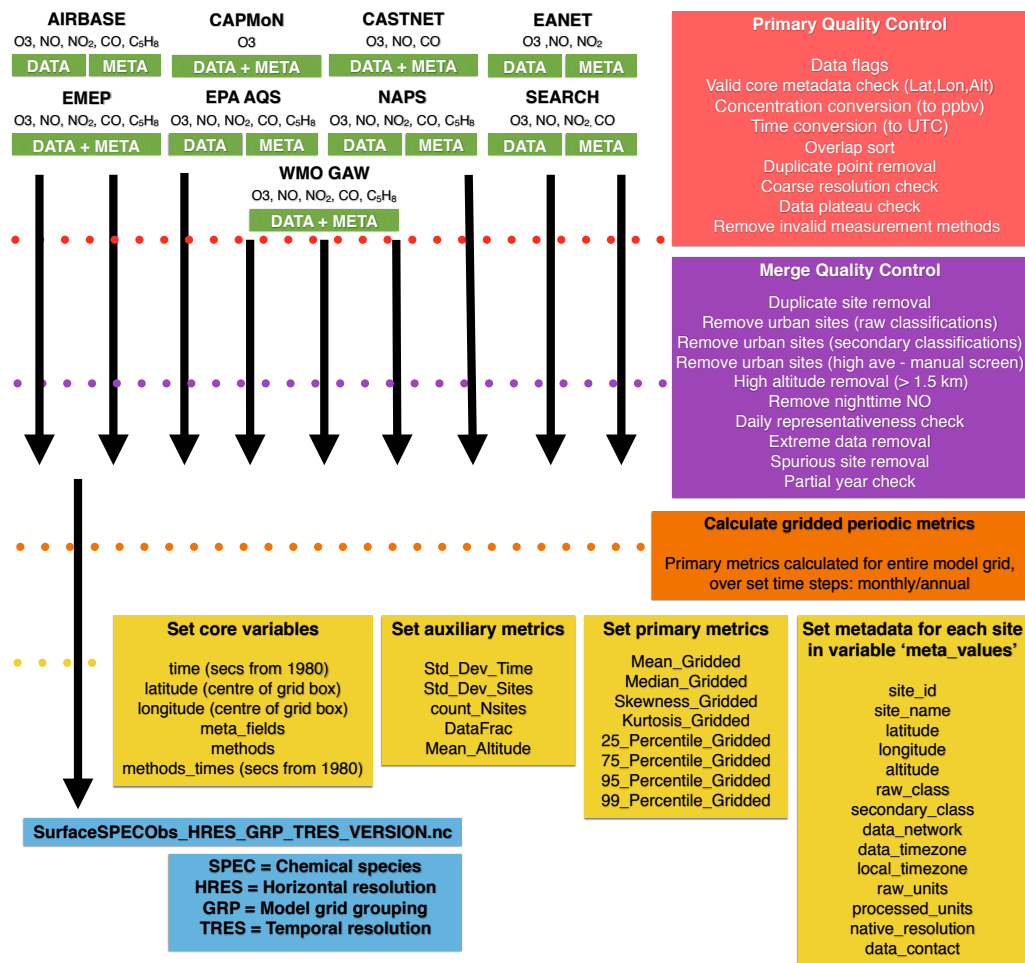 AIRBASE
O3, NO, NO₂, CO, C₅H₈
DATA META
CAPMoN
O3
DATA + META
CASTNET
O3, NO, CO
DATA + META
EANET
O3 ,NO, NO₂
DATA META
EMEP
O3, NO, NO₂, CO, C₅H₈
DATA + META
EPA AQS
O3, NO, NO₂, CO, C₅H₈
DATA META
NAPS
O3, NO, NO₂, CO, C₅H₈
DATA META
SEARCH
O3, NO, NO₂, CO
DATA META
WMO GAW
O3, NO, NO₂, CO, C₅H₈
DATA + META
Primary Quality Control
Data flags
Valid core metadata check (Lat,Lon,Alt)
Concentration conversion (to ppbv)
Time conversion (to UTC)
Overlap sort
Duplicate point removal
Coarse resolution check
Data plateau check
Remove invalid measurement methods
Merge Quality Control
Duplicate site removal
Remove urban sites (raw classifications)
Remove urban sites (secondary classifications)
Remove urban sites (high ave - manual screen)
High altitude removal (> 1.5 km)
Remove nighttime NO
Daily representativeness check
Extreme data removal
Spurious site removal
Partial year check
Calculate gridded periodic metrics
Primary metrics calculated for entire model grid,
over set time steps: monthly/annual
Set core variables
time (secs from 1980)
latitude (centre of grid box)
longitude (centre of grid box)
meta_fields
methods
methods_times (secs from 1980)
Set auxiliary metrics
Std_Dev_Time
Std_Dev_Sites
count_Nsites
DataFrac
Mean_Altitude
Set primary metrics
Mean_Gridded
Median_Gridded
Skewness_Gridded
Kurtosis_Gridded
25_Percentile_Gridded
75_Percentile_Gridded
95_Percentile_Gridded
99_Percentile_Gridded
Set metadata for each site
in variable ‘meta_values’
site_id
site_name
latitude
longitude
altitude
raw_class
secondary_class
data_network
data_timezone
local_timezone
raw_units
processed_units
native_resolution
data_contact
SurfaceSPECObs_HRES_GRP_TRES_VERSION.nc
SPEC = Chemical species
HRES = Horizontal resolution
GRP = Model grid grouping
TRES = Temporal resolution